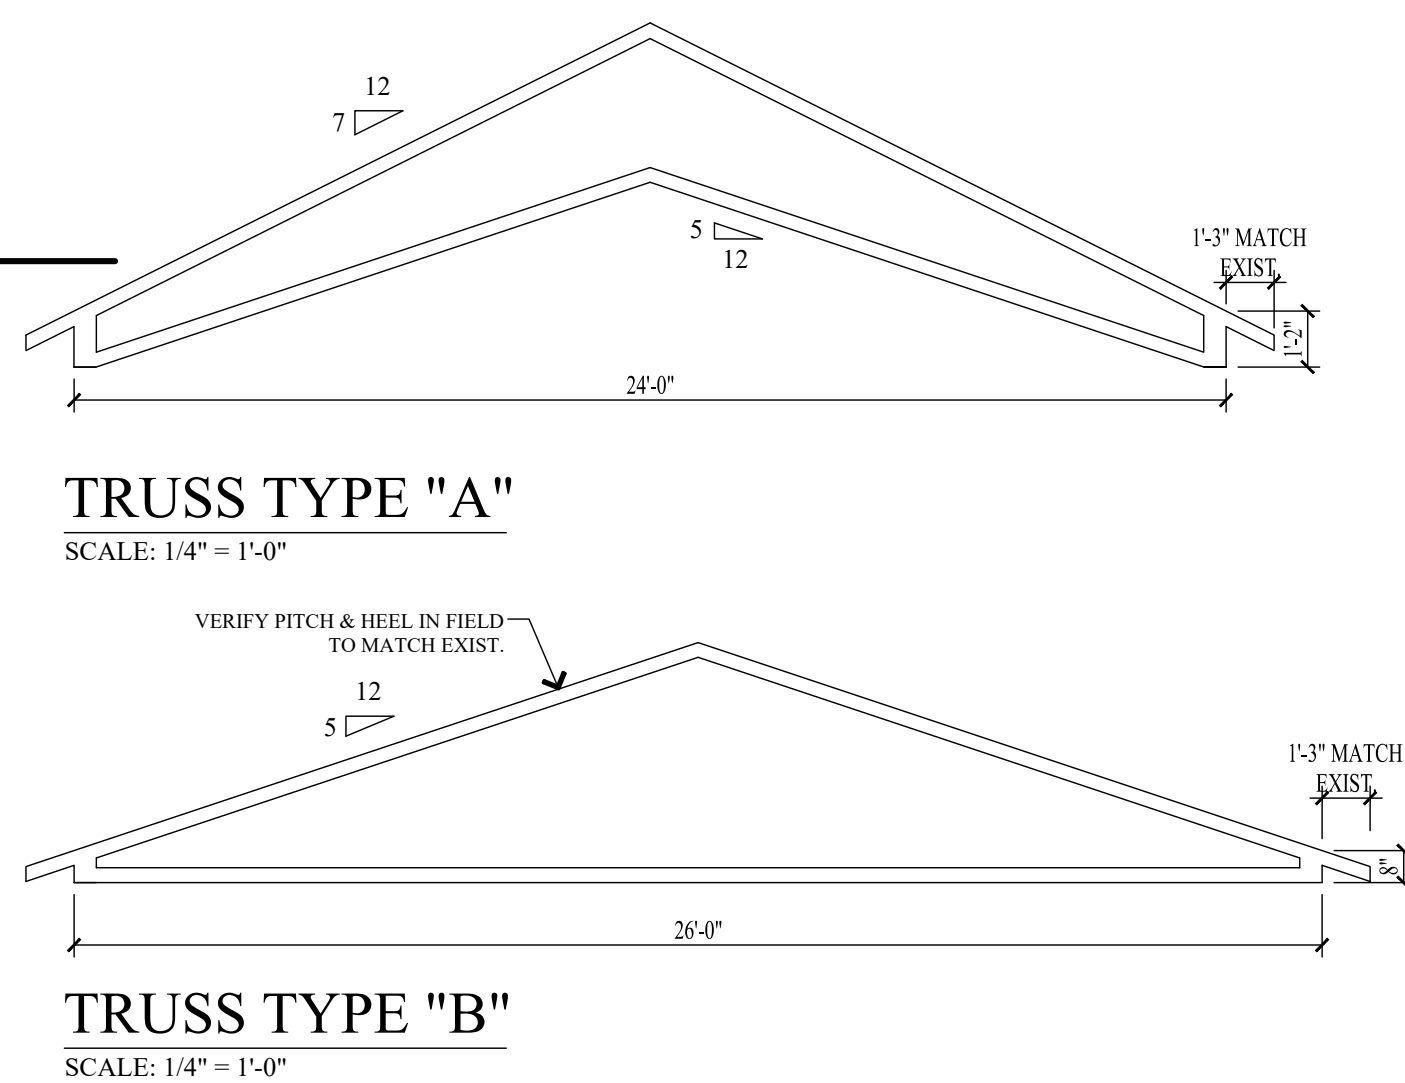 12
7
5
12
1'-3" MATCH
EXIST.
1'-2"
24'-0"
TRUSS TYPE "A"
SCALE: 1/4" = 1'-0"
VERIFY PITCH & HEEL IN FIELD
TO MATCH EXIST.
12
5
1'-3" MATCH
EXIST.
8"
26'-0"
TRUSS TYPE "B"
SCALE: 1/4" = 1'-0"